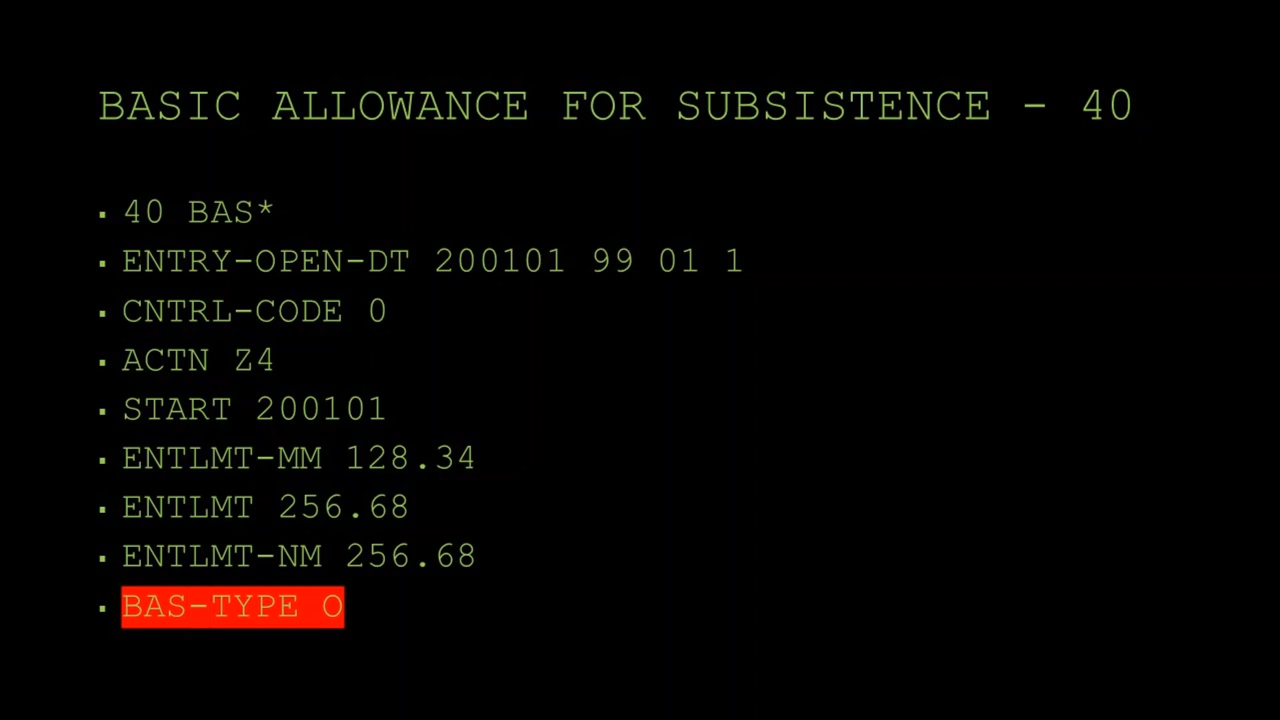 BASIC ALLOWANCE FOR SUBSISTENCE - 40
▪ 40 BAS*
▪ ENTRY-OPEN-DT 200101 99 01 1
▪ CNTRL-CODE 0
▪ ACTN Z4
▪ START 200101
▪ ENTLMT-MM 128.34
▪ ENTLMT 256.68
▪ ENTLMT-NM 256.68
▪ BAS-TYPE O